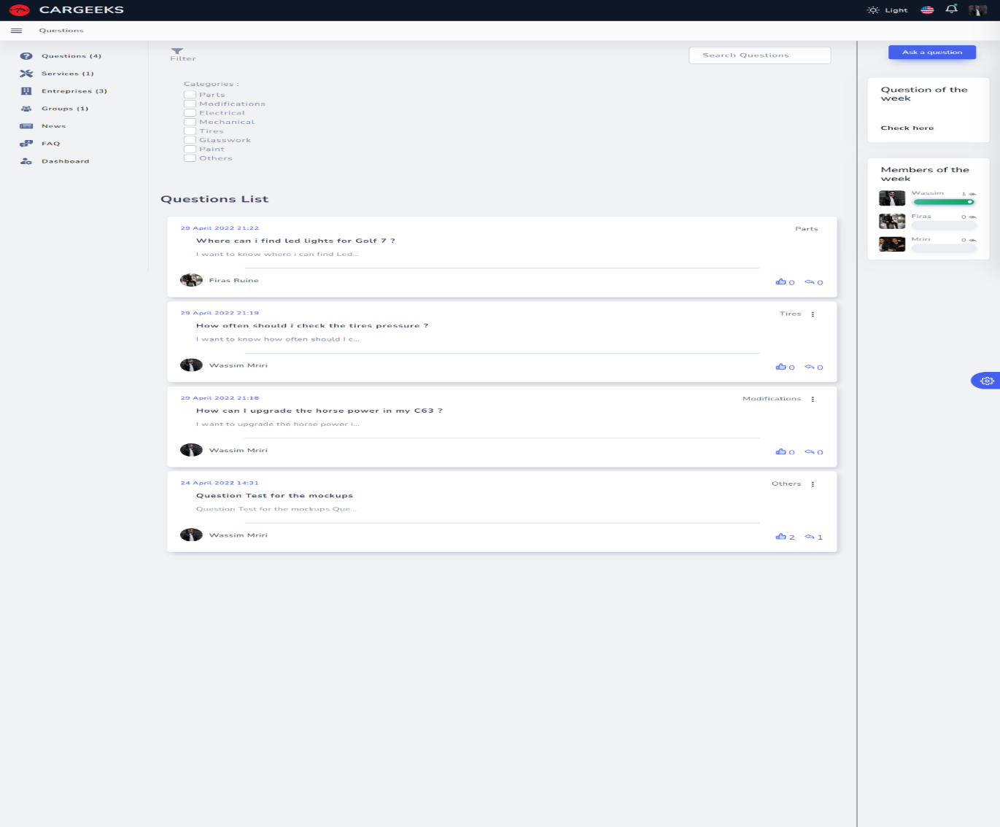 CARGEEKS
Light
Questions
Questions (4)
Services (1)
Entreprises (3)
Groups (1)
News
FAQ
Dashboard
Filter
Search Questions
Categories :
Parts
Modifications
Electrical
Mechanical
Tires
Glasswork
Paint
Others
Questions List
29 April 2022 21:22
Parts
Where can i find led lights for Golf 7 ?
I want to know where i can find Led...
Firas Ruine
0 0
29 April 2022 21:19
Tires
How often should i check the tires pressure ?
I want to know how often should I c...
Wassim Mriri
0 0
29 April 2022 21:18
Modifications
How can I upgrade the horse power in my C63 ?
I want to upgrade the horse power i...
Wassim Mriri
0 0
24 April 2022 14:31
Others
Question Test for the mockups
Question Test for the mockups Que...
Wassim Mriri
2 1
Ask a question
Question of the
week
Check here
Members of the
week
Wassim 1
Firas 0
Mriri 0